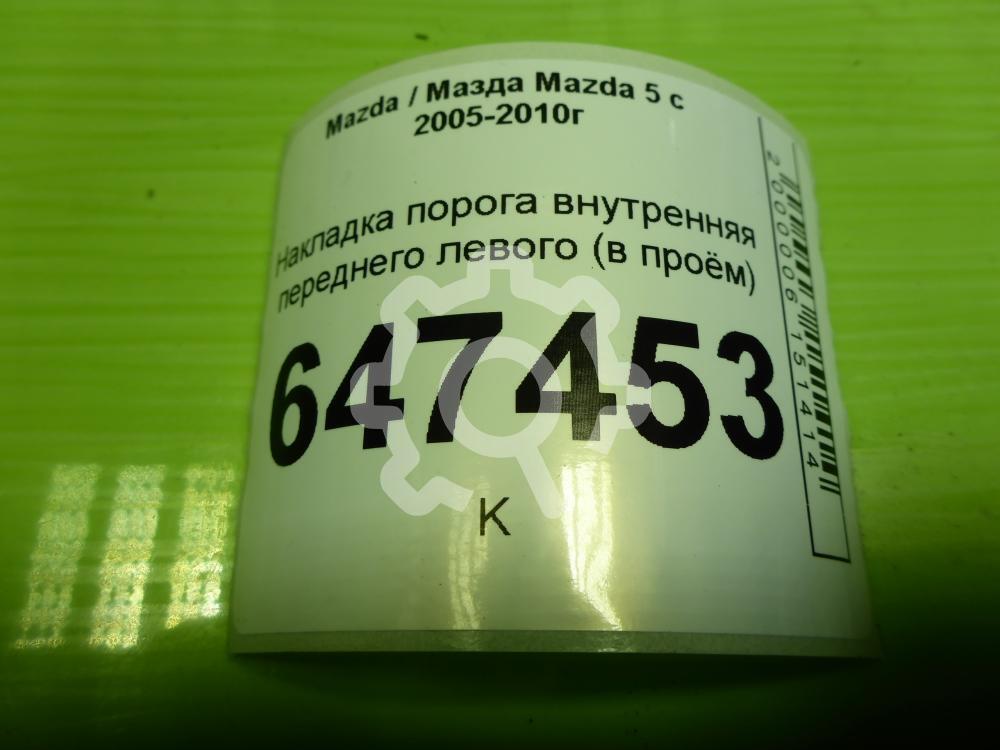 Mazda / Мазда Mazda 5 с
2005-2010г
Накладка порога внутренняя
переднего левого (в проём)
647453
К
2000006151414